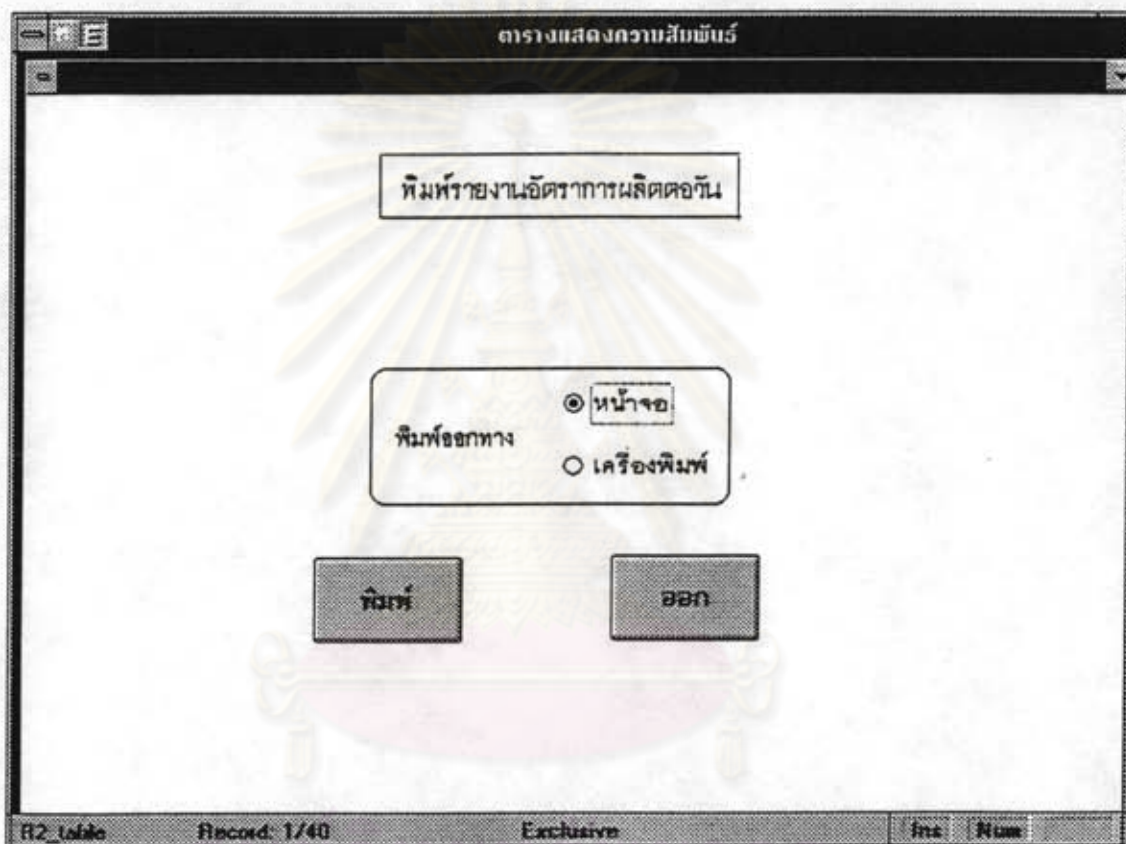 ตารางแสดงความสัมพันธ์
พิมพ์รายงานอัตราการผลิตตอวัน
พิมพ์ออกทาง
หน้าจอ
เครื่องพิมพ์
พิมพ์
ออก
R2_table Record: 1/40 Exclusive Ins Num